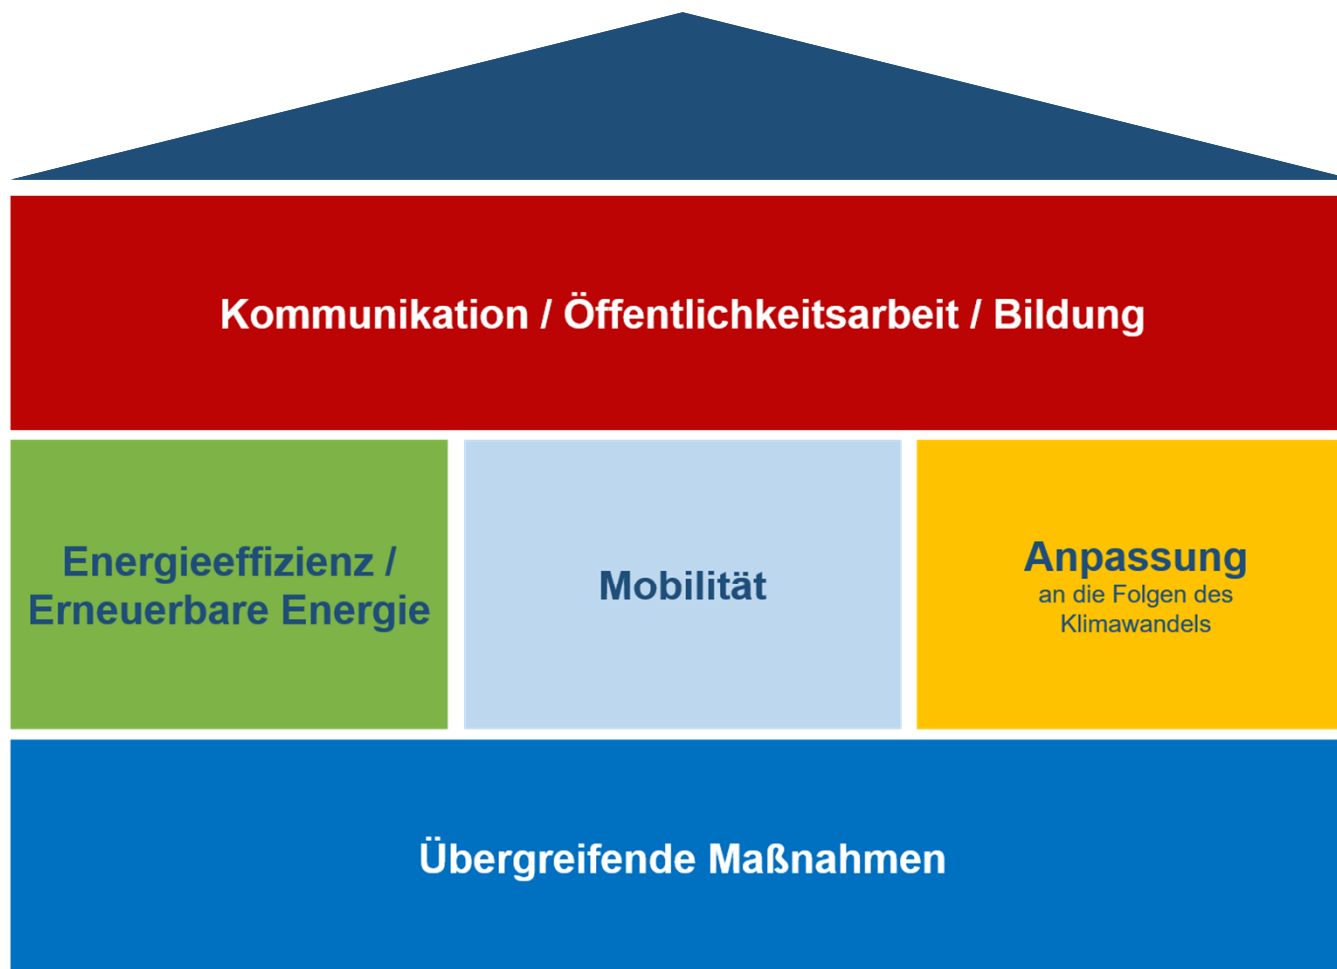 Kommunikation / Öffentlichkeitsarbeit / Bildung
Energieeffizienz /
Erneuerbare Energie
Mobilität
Anpassung
an die Folgen des
Klimawandels
Übergreifende Maßnahmen